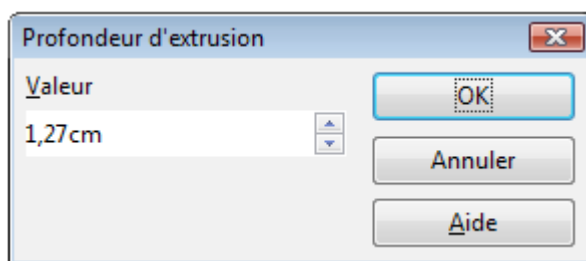 Profondeur d'extrusion
Valeur
1,27cm
OK
Annuler
Aide